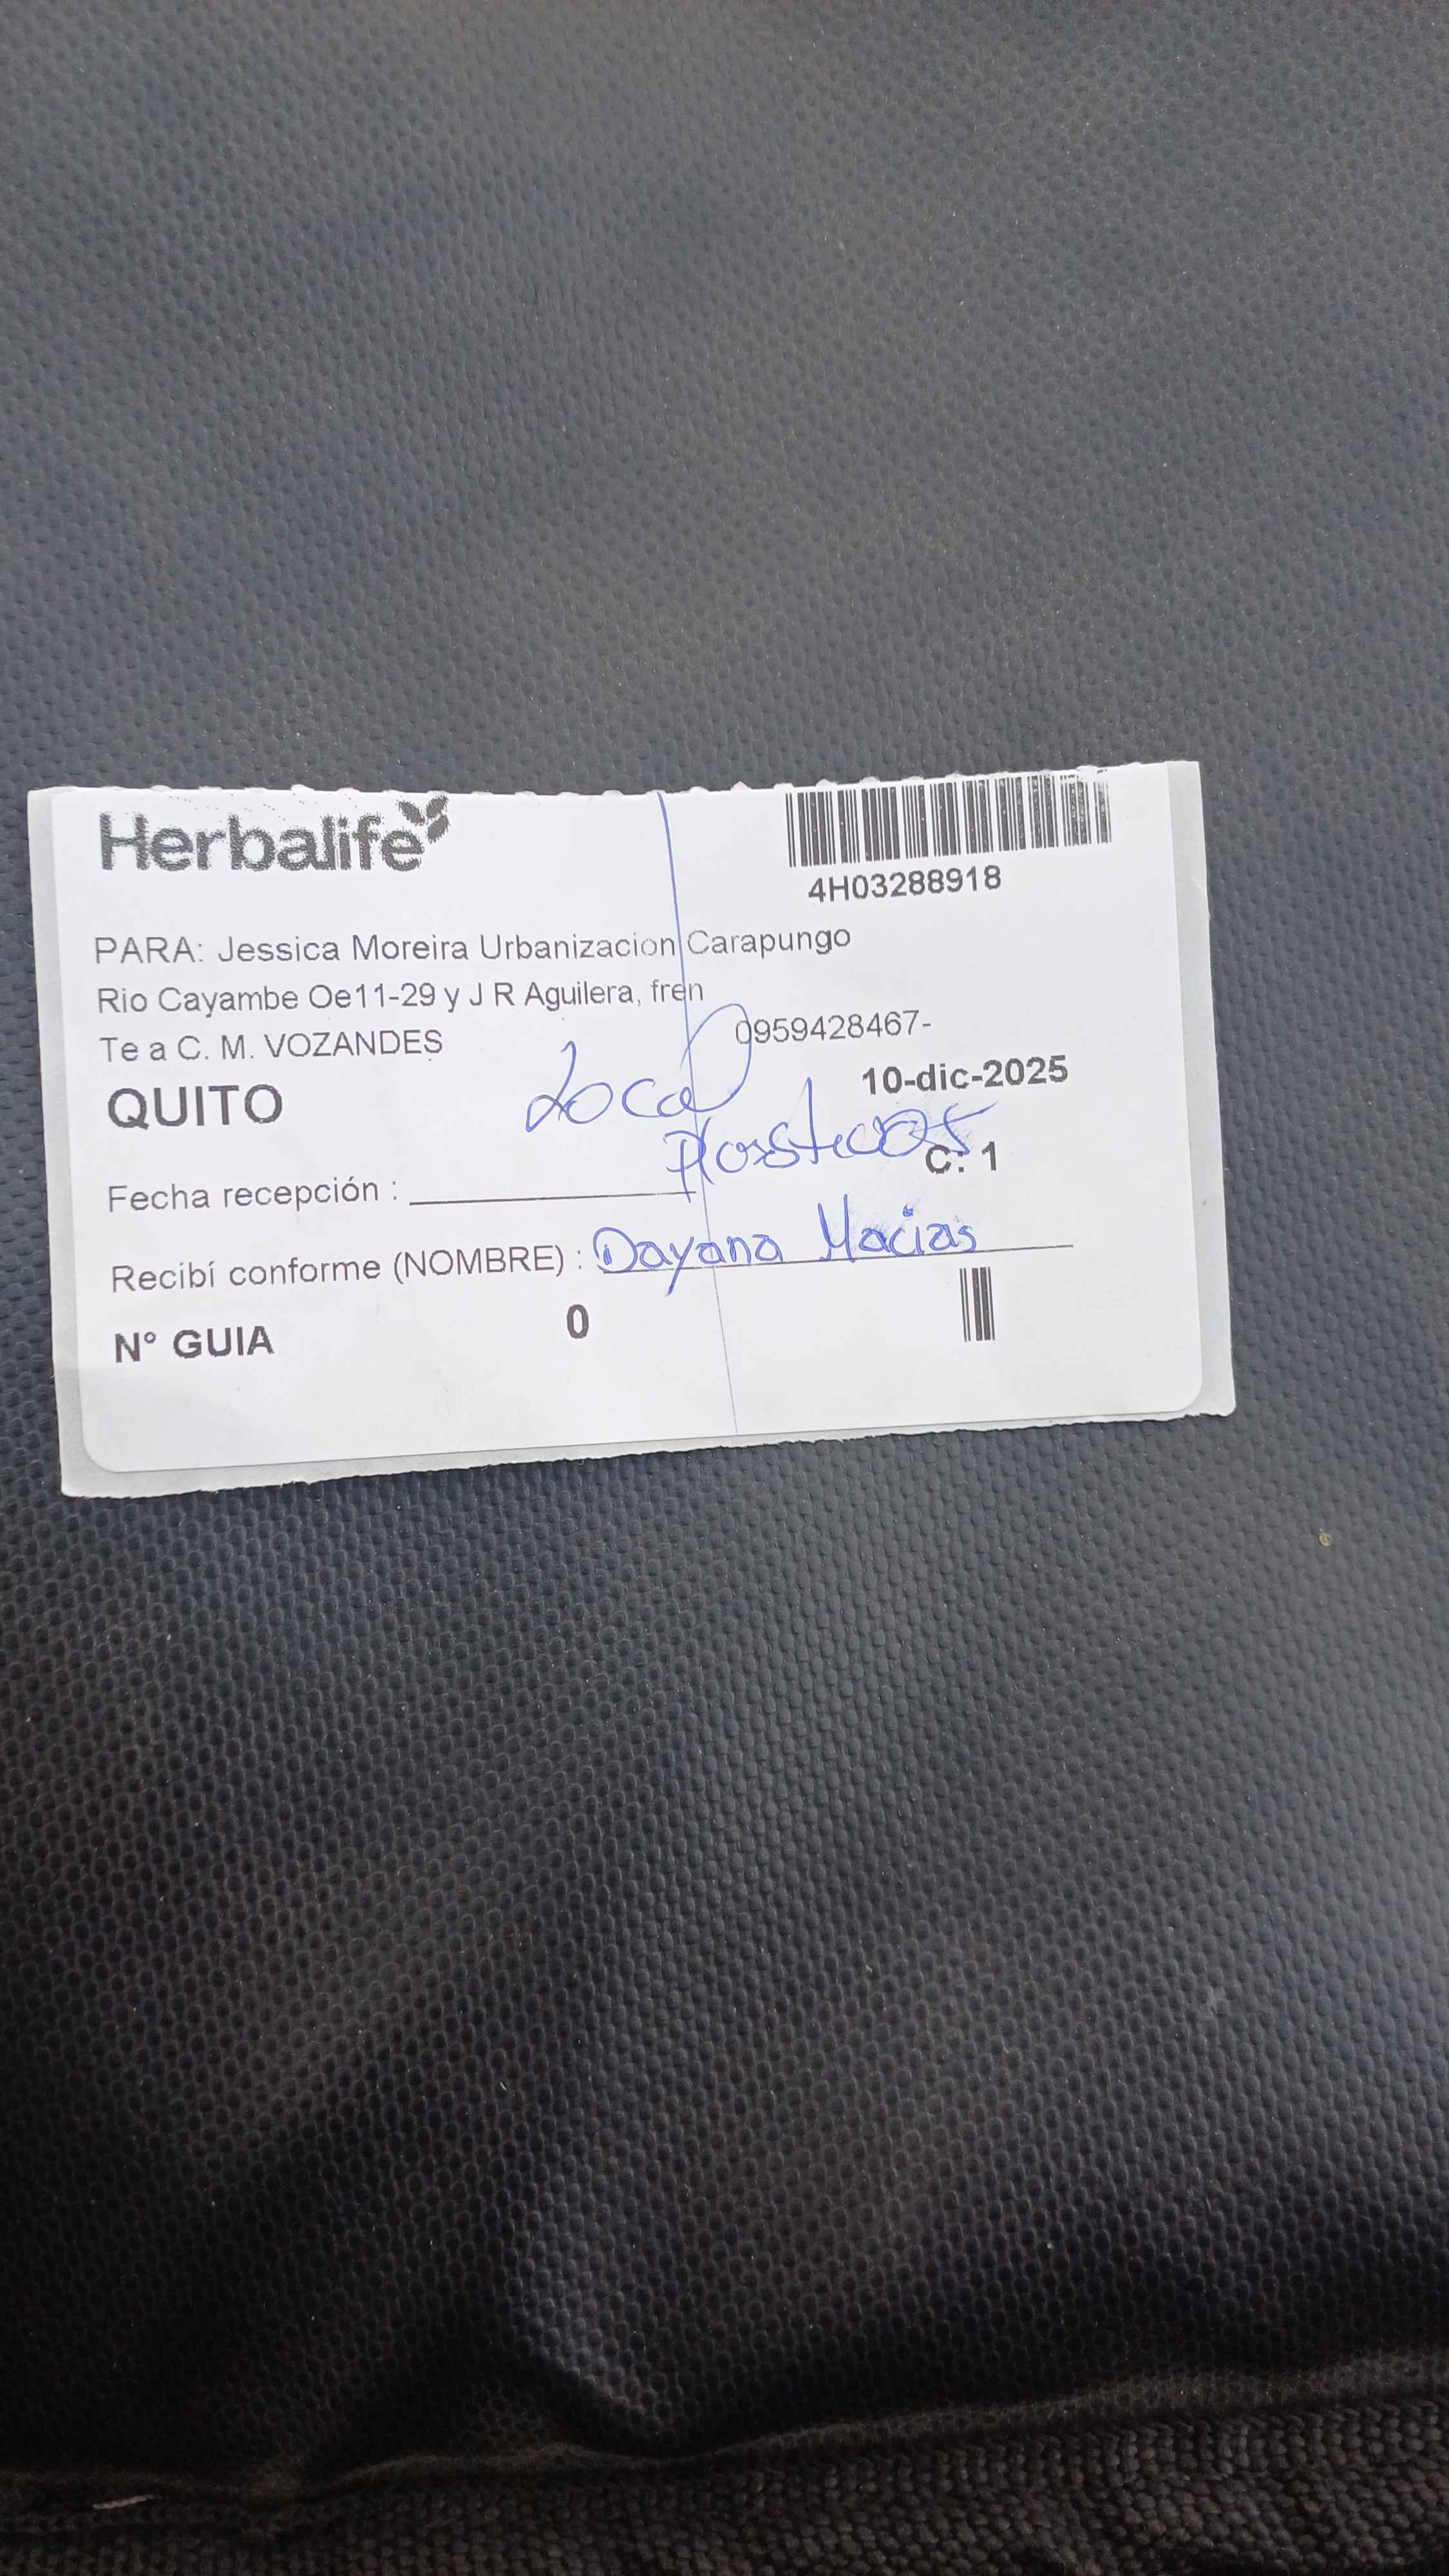 Herbalife
4H03288918
PARA: Jessica Moreira Urbanizacion Carapungo
Rio Cayambe Oe11-29 y J R Aguilera, fren
Te a C. M. VOZANDES
0959428467-
QUITO
10-dic-2025
Local
Plasticos
C: 1
Fecha recepción :
Recibí conforme (NOMBRE) : Dayana Macias
N° GUIA 0